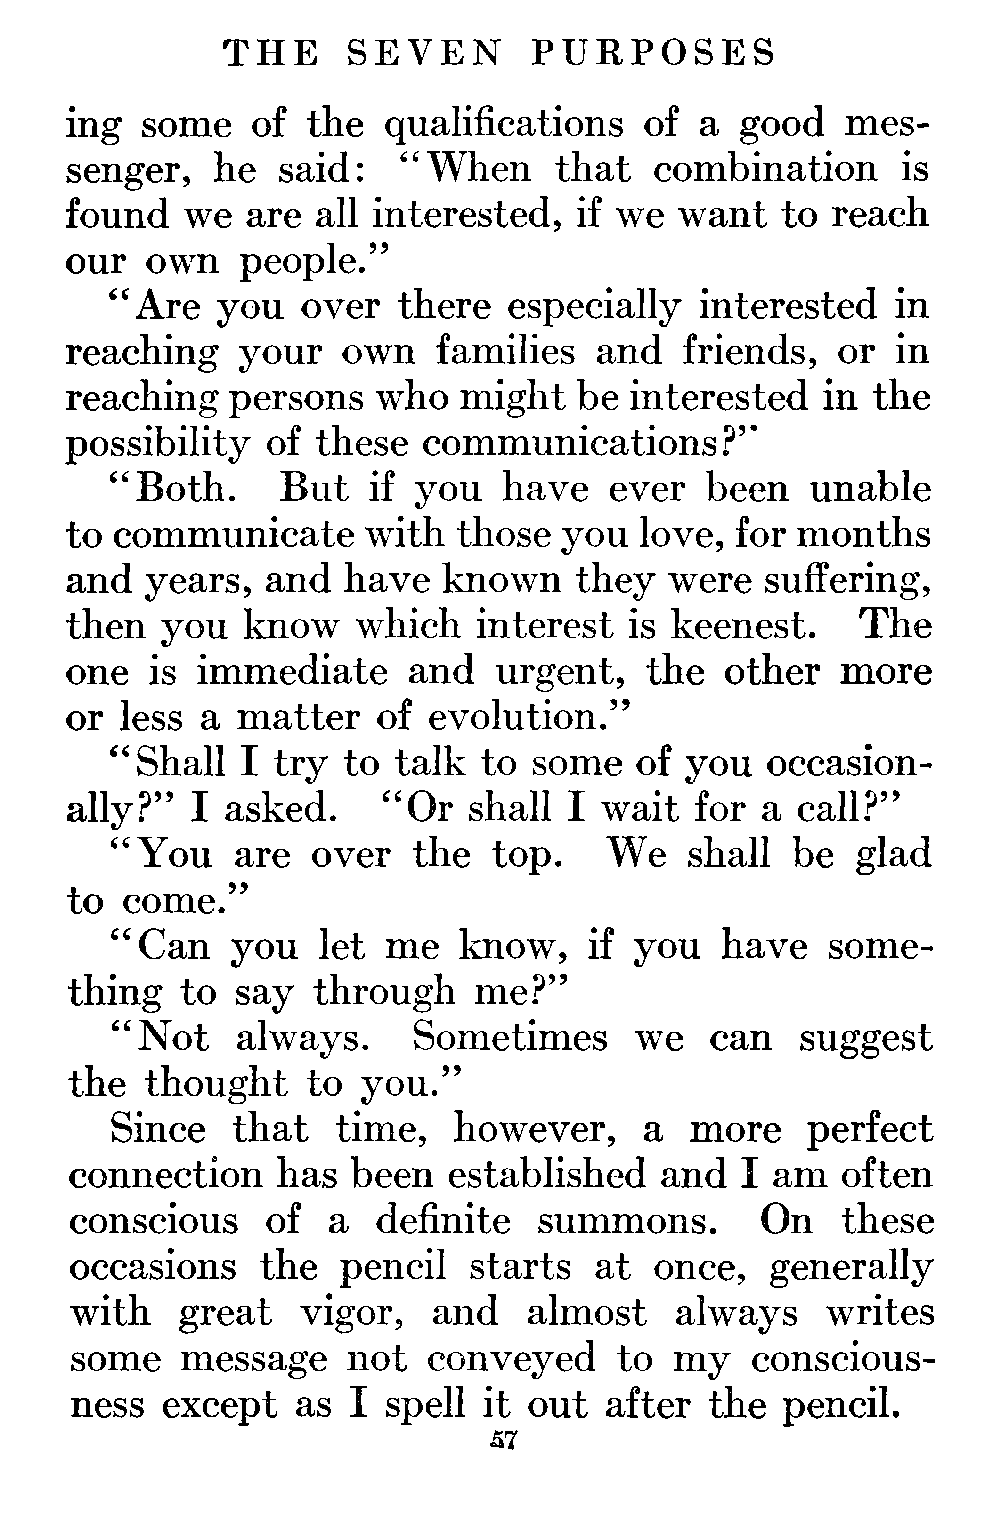 THE SEVEN PURPOSES
ing some of the qualifications of a good mes-
senger, he said: “When that combination is
found we are all interested, if we want to reach
our own people.”
“Are you over there especially interested in
reaching your own families and friends, or in
reaching persons who might be interested in the
possibility of these communications?”
“Both. But if you have ever been unable
to communicate with those you love, for months
and years, and have known they were suffering,
then you know which interest is keenest. The
one is immediate and urgent, the other more
or less a matter of evolution.”
“Shall I try to talk to some of you occasion-
ally?” I asked. “Or shall I wait for a call?”
“You are over the top. We shall be glad
to come.”
“Can you let me know, if you have some-
thing to say through me?”
“Not always. Sometimes we can suggest
the thought to you.”
Since that time, however, a more perfect
connection has been established and I am often
conscious of a definite summons. On these
occasions the pencil starts at once, generally
with great vigor, and almost always writes
some message not conveyed to my conscious-
ness except as I spell it out after the pencil.
57